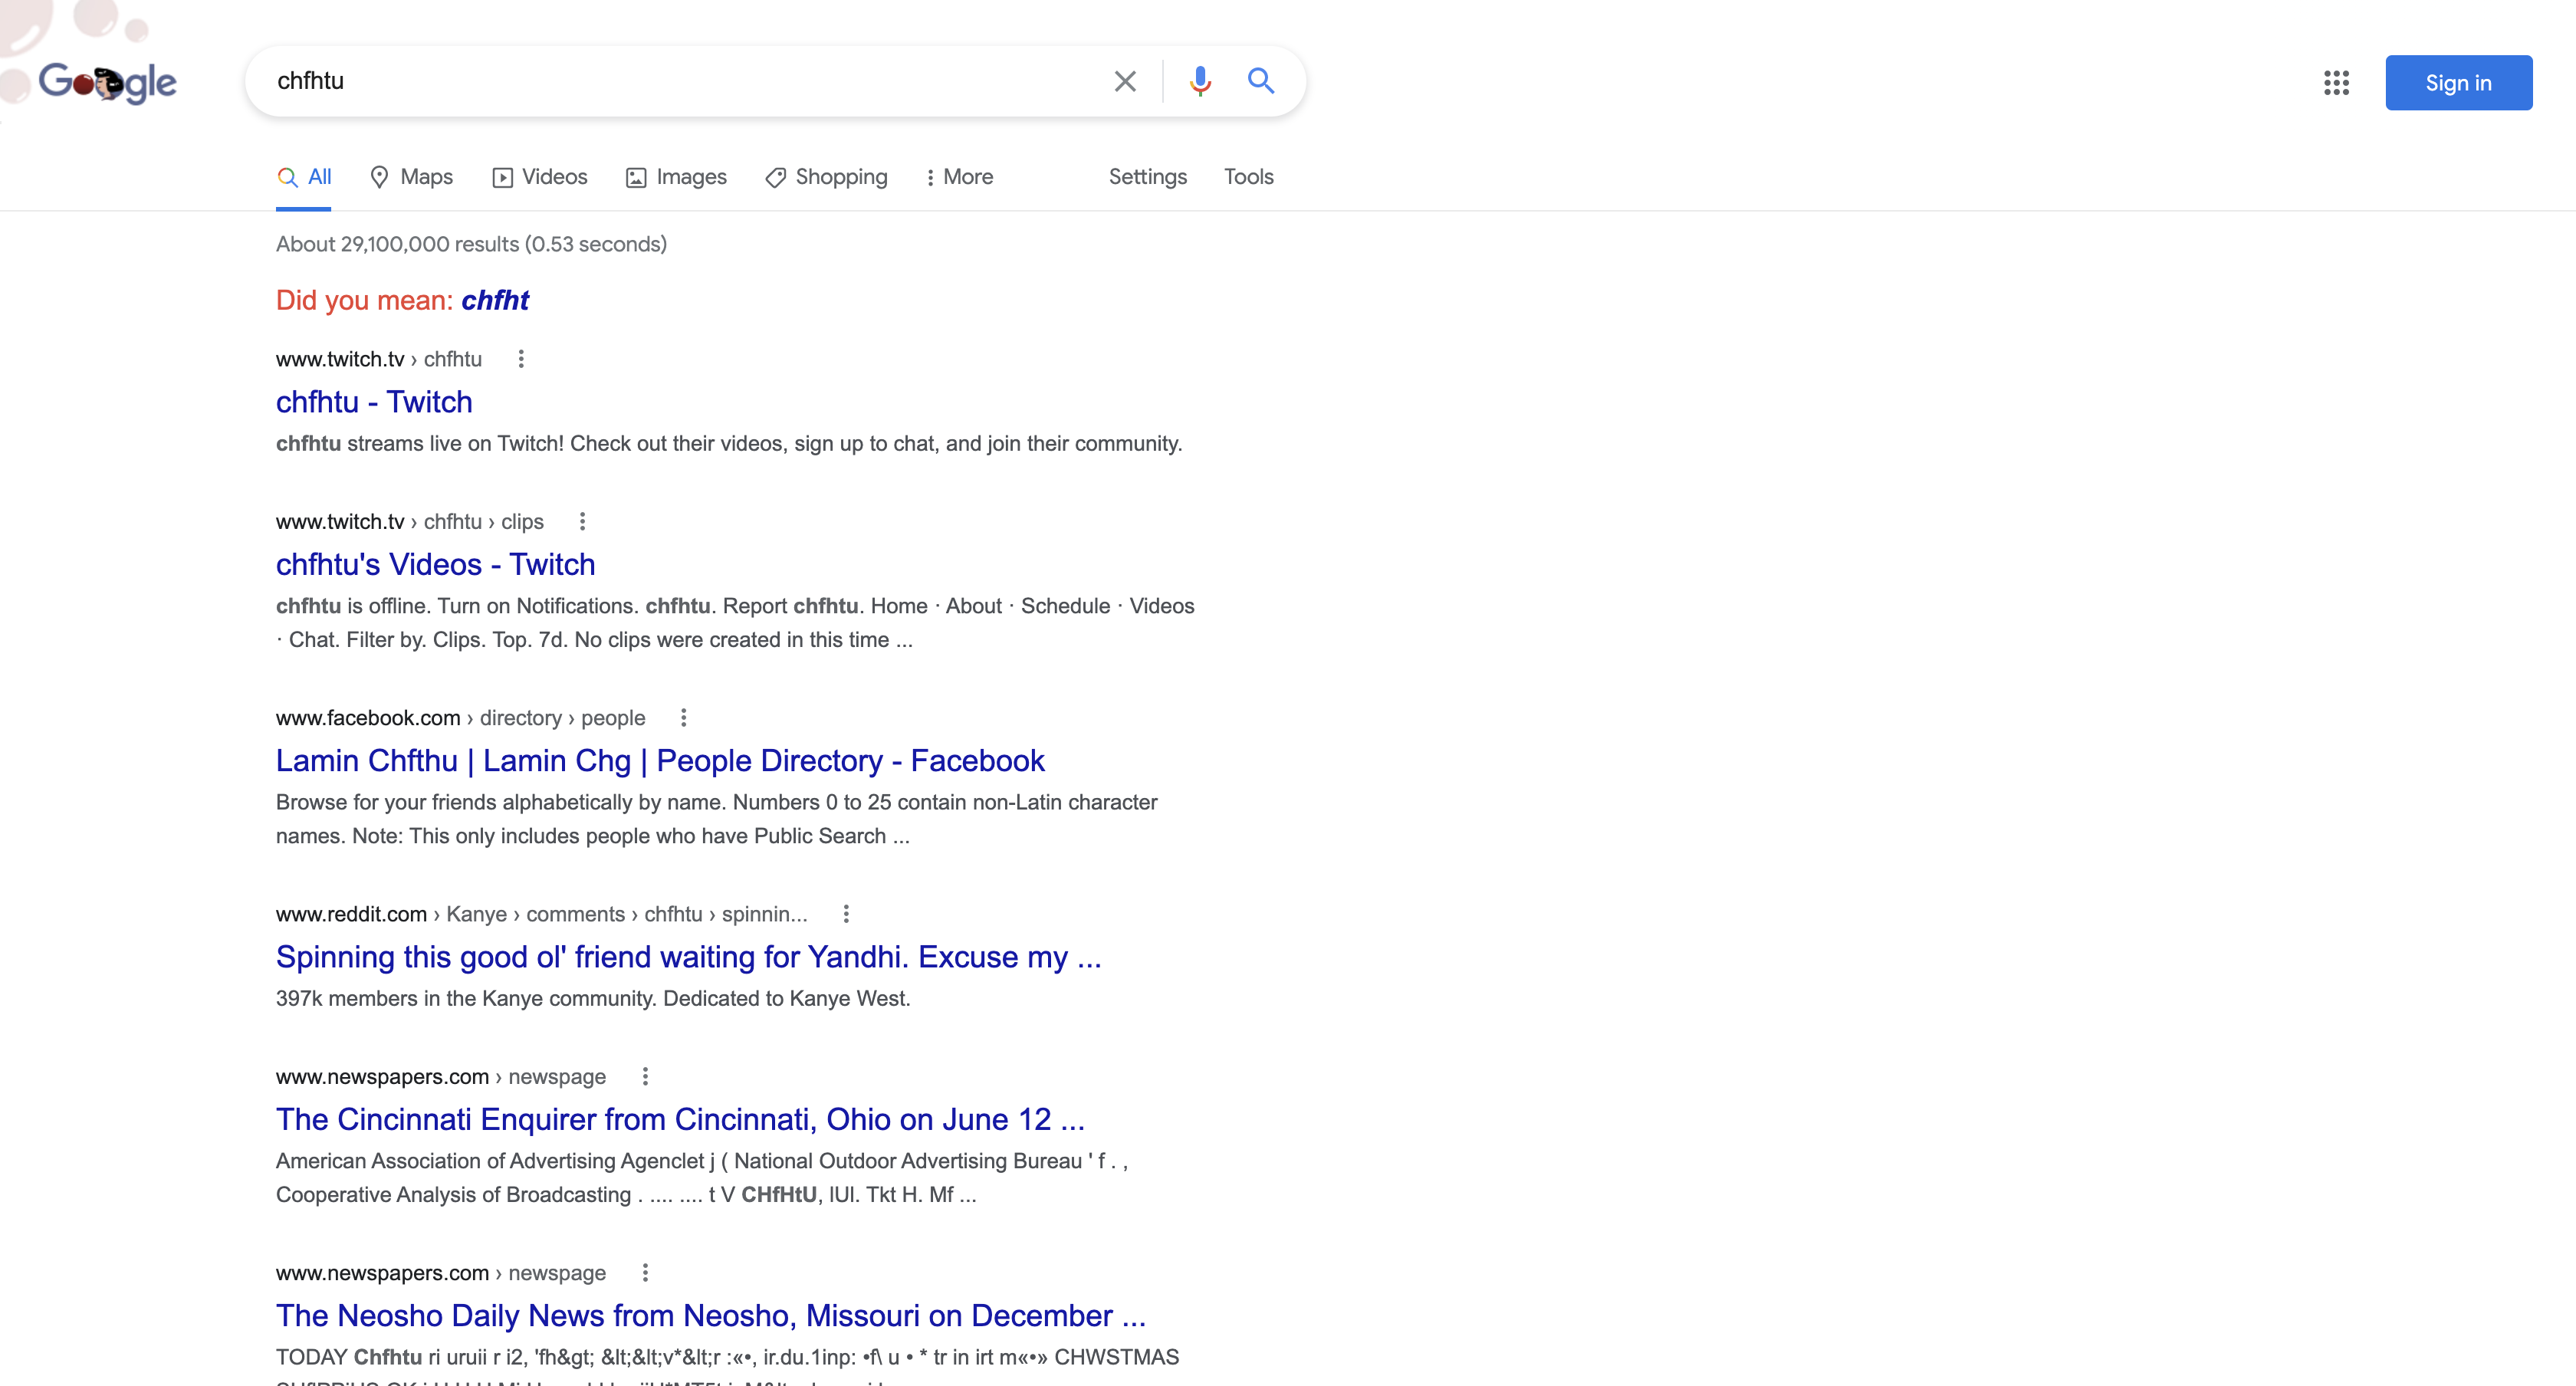 Google
chfhtu
Sign in
All Maps Videos Images Shopping More Settings Tools
About 29,100,000 results (0.53 seconds)
Did you mean: chfht
www.twitch.tv › chfhtu
chfhtu - Twitch
chfhtu streams live on Twitch! Check out their videos, sign up to chat, and join their community.
www.twitch.tv › chfhtu › clips
chfhtu's Videos - Twitch
chfhtu is offline. Turn on Notifications. chfhtu. Report chfhtu. Home · About · Schedule · Videos
· Chat. Filter by. Clips. Top. 7d. No clips were created in this time ...
www.facebook.com › directory › people
Lamin Chfthu | Lamin Chg | People Directory - Facebook
Browse for your friends alphabetically by name. Numbers 0 to 25 contain non-Latin character
names. Note: This only includes people who have Public Search ...
www.reddit.com › Kanye › comments › chfhtu › spinnin...
Spinning this good ol' friend waiting for Yandhi. Excuse my ...
397k members in the Kanye community. Dedicated to Kanye West.
www.newspapers.com › newspage
The Cincinnati Enquirer from Cincinnati, Ohio on June 12 ...
American Association of Advertising Agenclet j ( National Outdoor Advertising Bureau ' f . ,
Cooperative Analysis of Broadcasting . .... .... t V CHfHtU, lUl. Tkt H. Mf ...
www.newspapers.com › newspage
The Neosho Daily News from Neosho, Missouri on December ...
TODAY Chfhtu ri uruii r i2, 'fh&gt; &lt;&lt;v*&lt;r :«•, ir.du.1inp: •f\ u • * tr in irt m«•» CHWSTMAS